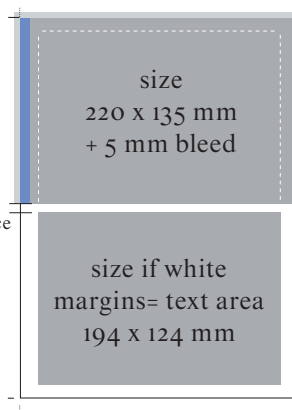 size
220 x 135 mm
+ 5 mm bleed
size if white
margins= text area
194 x 124 mm